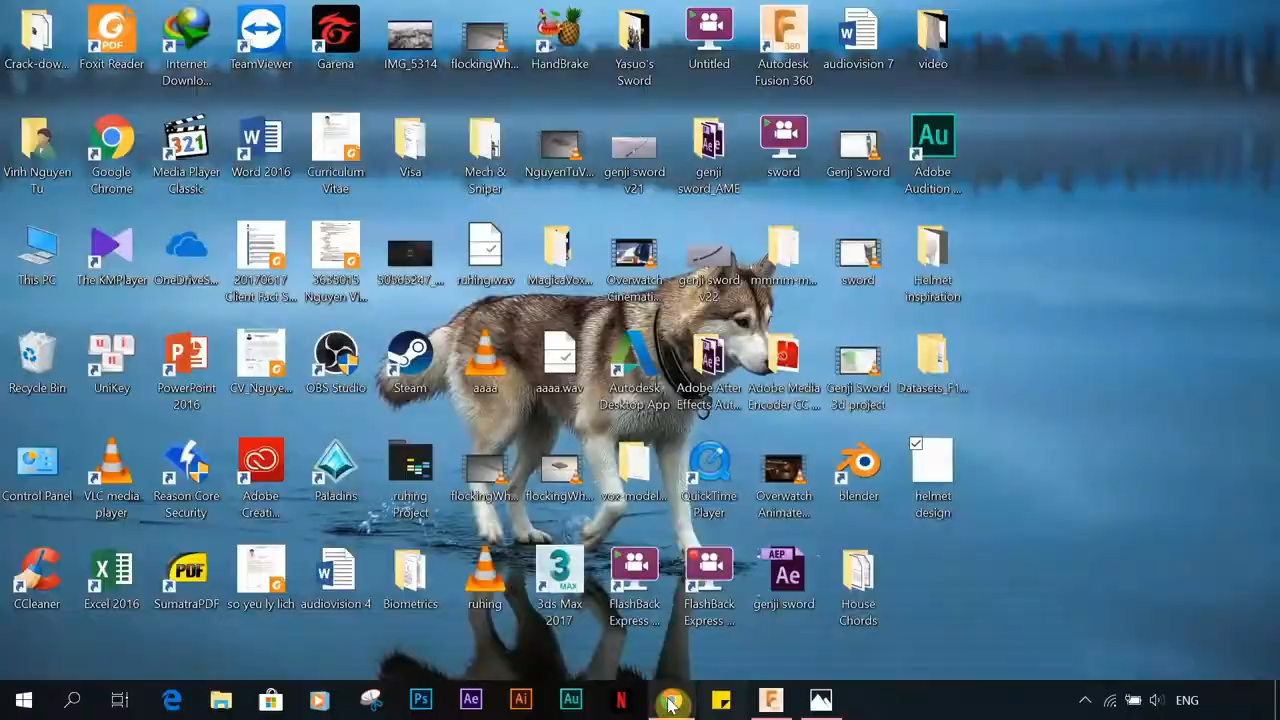 Crack-dow...
Foxit Reader
Internet
Downlo...
TeamViewer
Garena
IMG_5314
flockingWh...
HandBrake
Yasuo's
Sword
Untitled
Autodesk
Fusion 360
audiovision 7
video
Vinh Nguyen
Tu
Google
Chrome
Media Player
Classic
Word 2016
Curriculum
Vitae
Visa
Mech &
Sniper
NguyenTuV...
genji sword
v21
genji
sword_AME
sword
Genji Sword
Adobe
Audition ...
This PC
The KMPlayer
OneDriveS...
20170617
Client Fact S...
Nguyen Vi...
ruhing.wav
MagicaVox...
Overwatch
Cinemati...
genji sword
v22
mmmm-m...
sword
Helmet
inspiration
Recycle Bin
UniKey
PowerPoint
2016
CV_Nguye...
OBS Studio
Steam
aaaa
aaaa.wav
Autodesk
Desktop App
Adobe After
Effects Aut...
Adobe Media
Encoder CC ...
Genji Sword
3d project
Datasets_F1...
Control Panel
VLC media
player
Reason Core
Security
Adobe
Creati...
Paladins
.ruhing
Project
flockingWh...
flockingWh...
vox-model...
QuickTime
Player
Overwatch
Animate...
blender
helmet
design
CCleaner
Excel 2016
SumatraPDF
so yeu ly lich
audiovision 4
Biometrics
ruhing
3ds Max
2017
FlashBack
Express ...
FlashBack
Express ...
genji sword
House
Chords
ENG